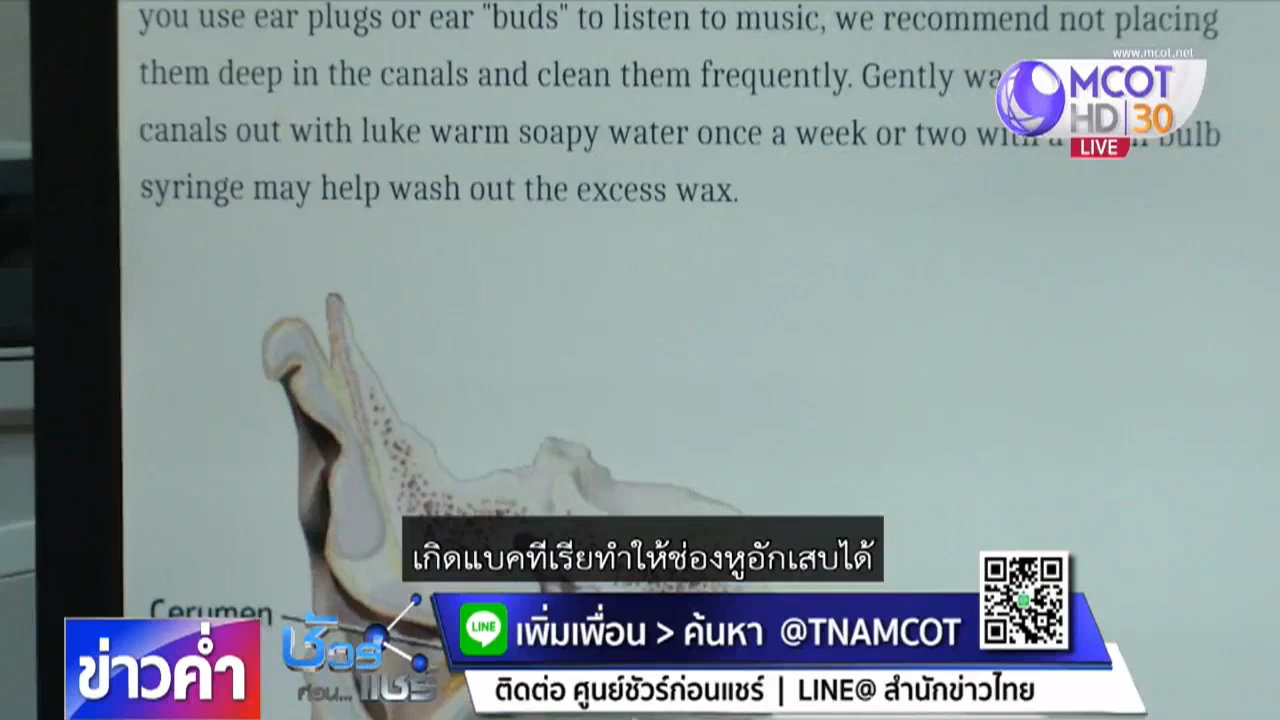 you use ear plugs or ear "buds" to listen to music, we recommend not placing
www.mcot.net
them deep in the canals and clean them frequently. Gently
MCOT
HD 30
LIVE
canals out with luke warm soapy water once a week or two with a bulb
syringe may help wash out the excess wax.
เกิดแบคทีเรียทำให้ช่องหูอักเสบได้
Cerumen
ข่าวค่ำ
ชัวร์
ก่อน... แชร์
LINE เพิ่มเพื่อน > ค้นหา @TNAMCOT
ติดต่อ ศูนย์ชัวร์ก่อนแชร์ | LINE@ สำนักข่าวไทย